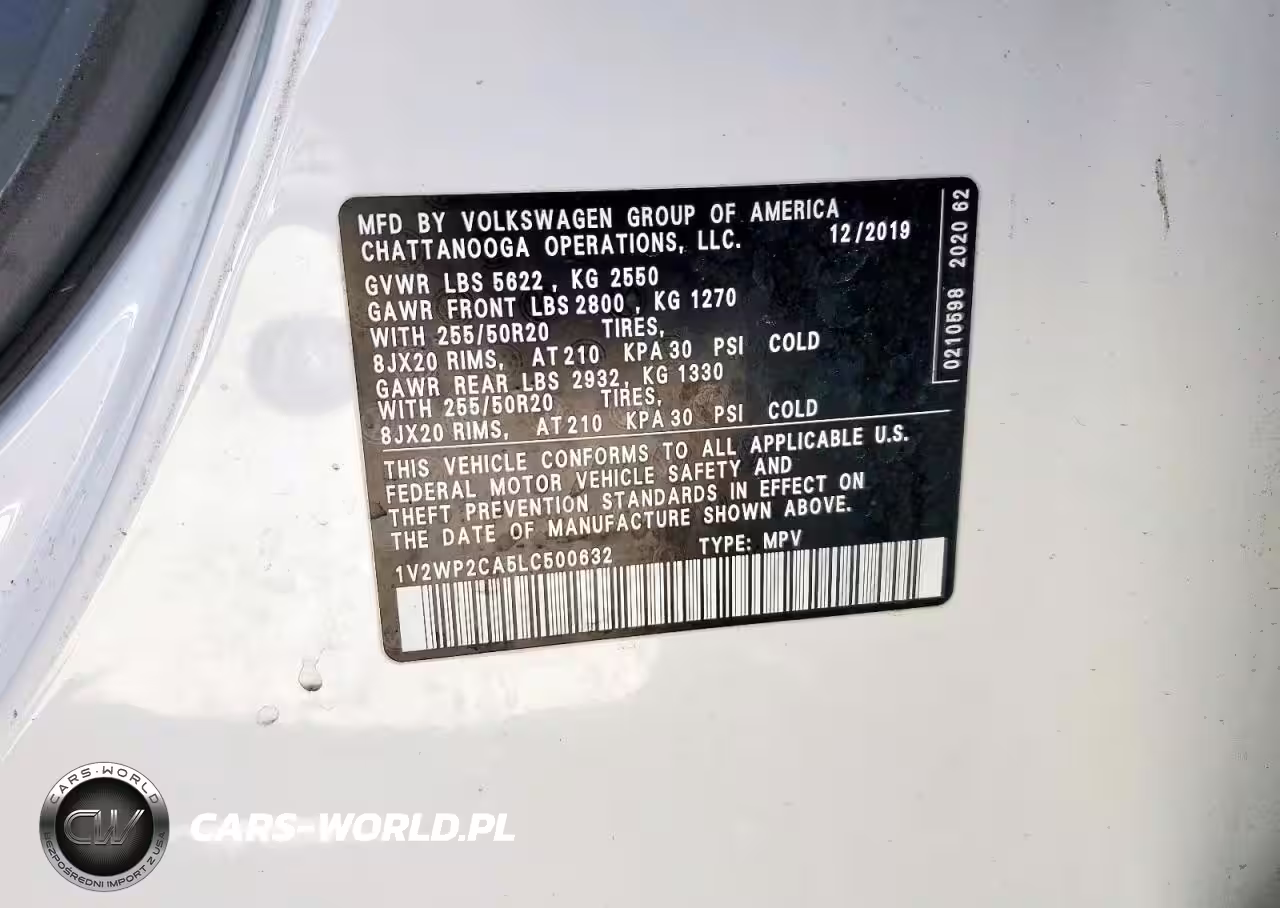 MFD BY VOLKSWAGEN GROUP OF AMERICA
CHATTANOOGA OPERATIONS, LLC. 12/2019
GVWR LBS 5622, KG 2550
GAWR FRONT LBS 2800, KG 1270
WITH 255/50R20 TIRES,
8JX20 RIMS, AT 210 KPA 30 PSI COLD
GAWR REAR LBS 2932, KG 1330
WITH 255/50R20 TIRES,
8JX20 RIMS, AT 210 KPA 30 PSI COLD
THIS VEHICLE CONFORMS TO ALL APPLICABLE U.S.
FEDERAL MOTOR VEHICLE SAFETY AND
THEFT PREVENTION STANDARDS IN EFFECT ON
THE DATE OF MANUFACTURE SHOWN ABOVE.
1V2WP2CA5LC500632 TYPE: MPV
0210598 2020 62
CARS-WORLD
CW
BEZPOŚREDNI IMPORT Z USA
CARS-WORLD.PL